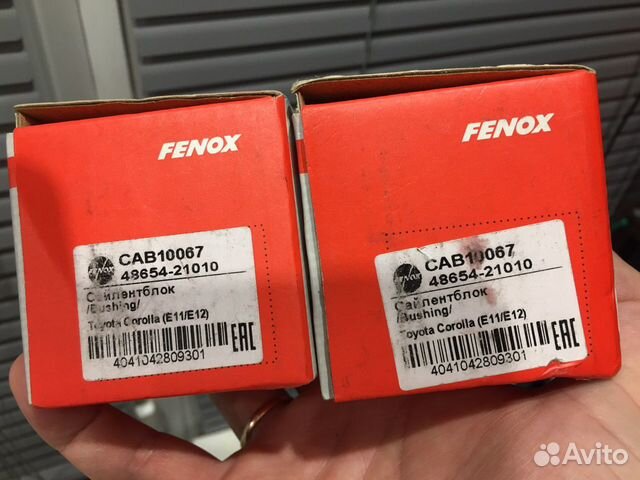 FENOX
CAB10067
48654-21010
FENOX
Сайлентблок
/Bushing/
Toyota Corolla (E11/E12)
EAC
4041042809301
FENOX
CAB10067
48654-21010
Сайлентблок
/Bushing/
Toyota Corolla (E11/E12)
EAC
4041042809301
Avito